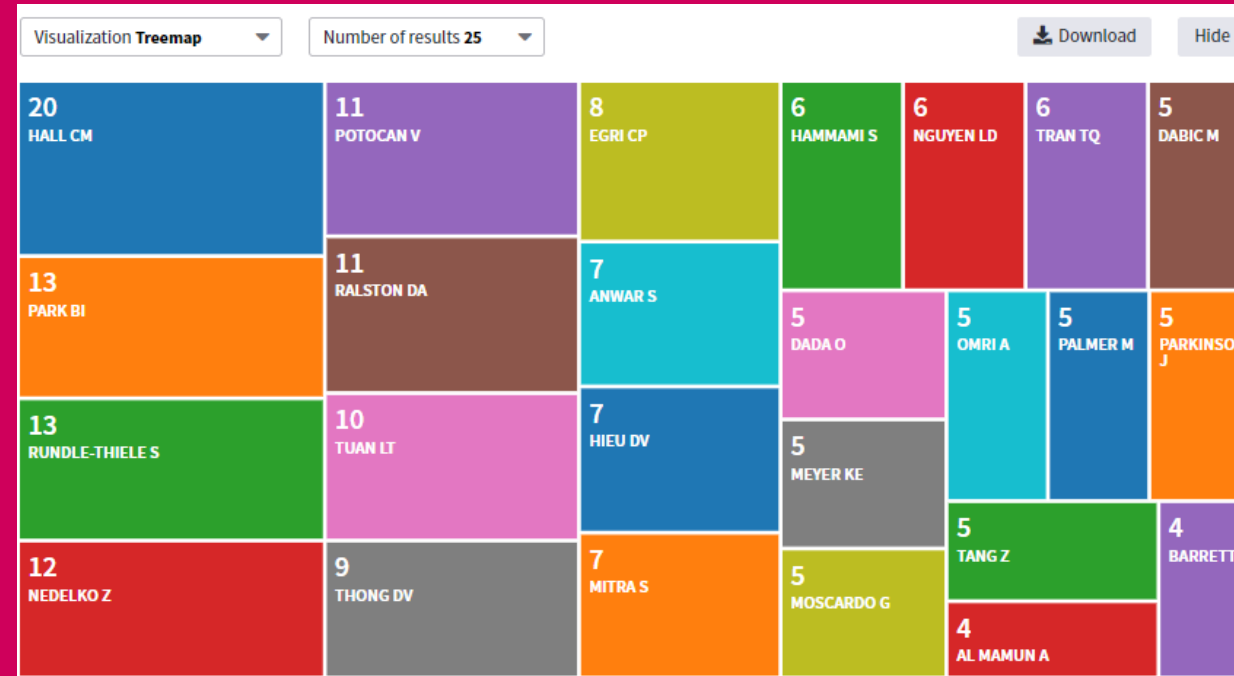 Visualization Treemap
Number of results 25
Download
Hide
20
HALL CM
13
PARK BI
13
RUNDLE-THIELE S
12
NEDELKO Z
11
POTOCAN V
11
RALSTON DA
10
TUAN LT
9
THONG DV
8
EGRI CP
7
ANWAR S
7
HIEU DV
7
MITRA S
6
HAMMAMI S
6
NGUYEN LD
6
TRAN TQ
5
DABIC M
5
DADA O
5
MEYER KE
5
MOSCARDO G
5
OMRI A
5
PALMER M
5
PARKINSO
J
5
TANG Z
4
AL MAMUN A
4
BARRETT